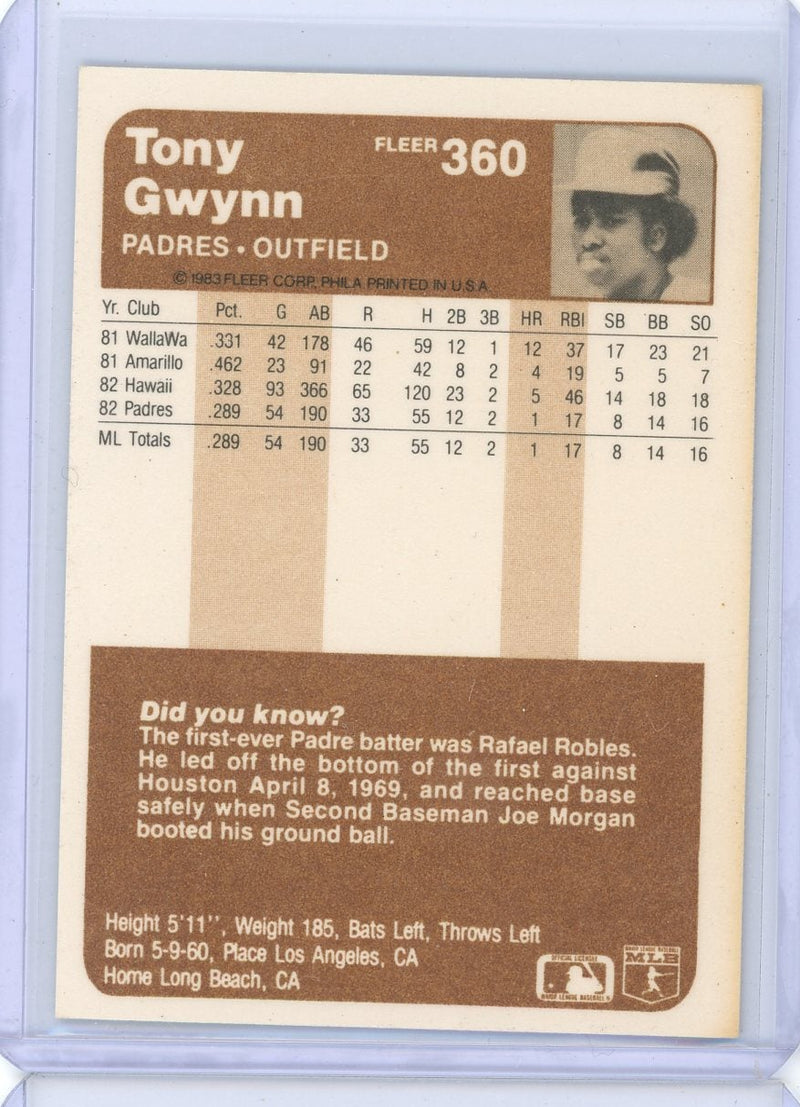 Tony
Gwynn
FLEER 360
PADRES • OUTFIELD
© 1983 FLEER CORP. PHILA. PRINTED IN U.S.A.
Yr. Club Pct. G AB R H 2B 3B HR RBI SB BB SO
81 WallaWa .331 42 178 46 59 12 1 12 37 17 23 21
81 Amarillo .462 23 91 22 42 8 2 4 19 5 5 7
82 Hawaii .328 93 366 65 120 23 2 5 46 14 18 18
82 Padres .289 54 190 33 55 12 2 1 17 8 14 16
ML Totals .289 54 190 33 55 12 2 1 17 8 14 16
Did you know?
The first-ever Padre batter was Rafael Robles.
He led off the bottom of the first against
Houston April 8, 1969, and reached base
safely when Second Baseman Joe Morgan
booted his ground ball.
Height 5'11'', Weight 185, Bats Left, Throws Left
Born 5-9-60, Place Los Angeles, CA
Home Long Beach, CA
OFFICIAL LICENSEE
MAJOR LEAGUE BASEBALL
MAJOR LEAGUE BASEBALL
MLB